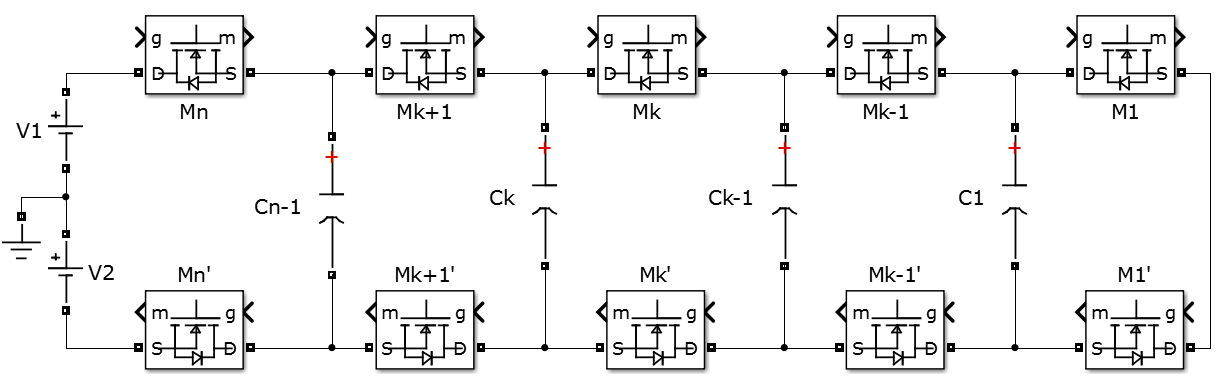 g m g m g m g m g m
D S D S D S D S D S
Mn Mk+1 Mk Mk-1 M1
+
V1
+ + + +
Cn-1 Ck Ck-1 C1
+
V2
Mn' Mk+1' Mk' Mk-1' M1'
m g m g m g m g m g
S D S D S D S D S D